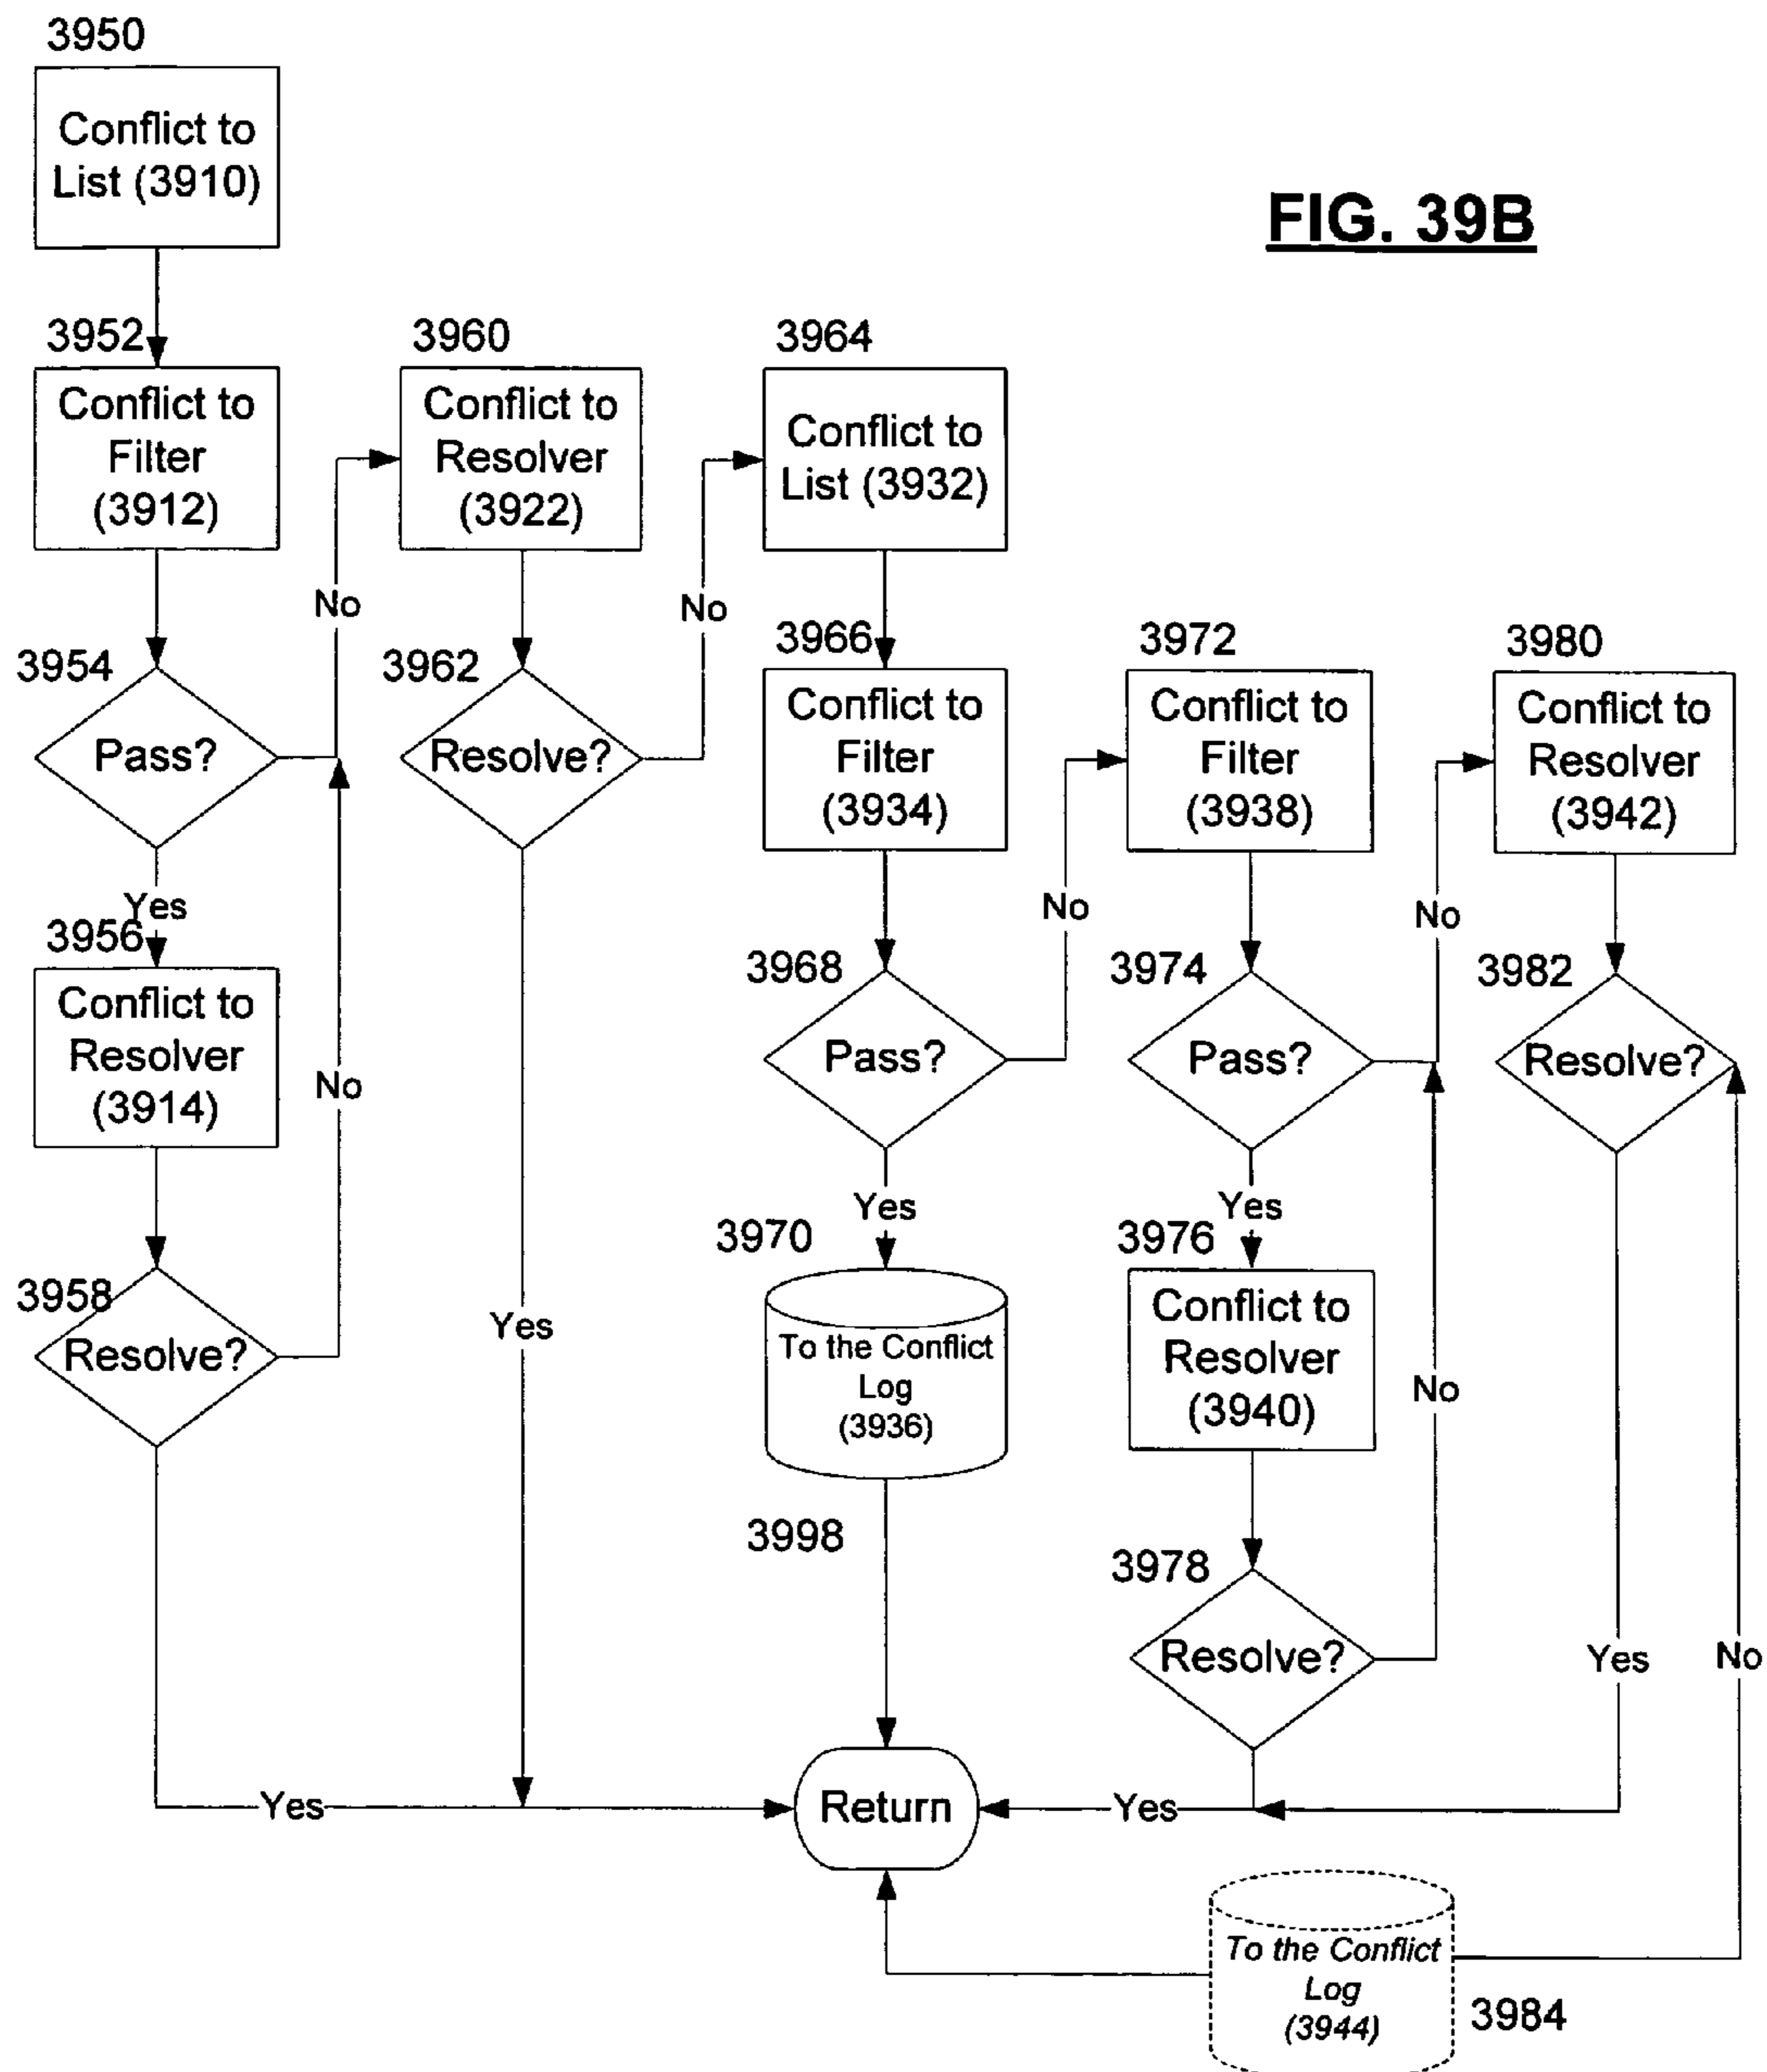 3950
Conflict to
List (3910)
FIG. 39B
3952
Conflict to
Filter
(3912)
3960
Conflict to
Resolver
(3922)
3964
Conflict to
List (3932)
No
No
3954
Pass?
3962
Resolve?
3966
Conflict to
Filter
(3934)
3972
Conflict to
Filter
(3938)
3980
Conflict to
Resolver
(3942)
Yes
3956
Conflict to
Resolver
(3914)
No
No
No
3968
Pass?
3974
Pass?
3982
Resolve?
Yes
Yes
3958
Resolve?
Yes
3970
To the Conflict
Log
(3936)
3976
Conflict to
Resolver
(3940)
No
3998
3978
Resolve?
Yes
No
Yes
Return
Yes
To the Conflict
Log
(3944)
3984